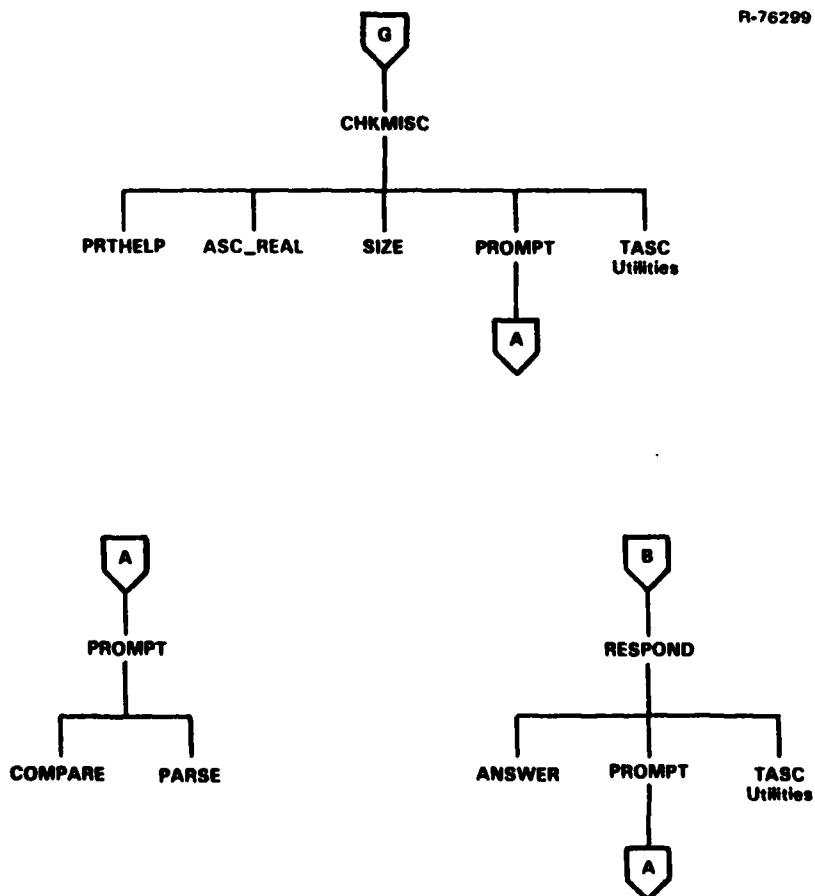 R-76299
G
CHKMISC
PRTHELP ASC_REAL SIZE PROMPT TASC
Utilities
A
A B
PROMPT RESPOND
COMPARE PARSE ANSWER PROMPT TASC
Utilities
A